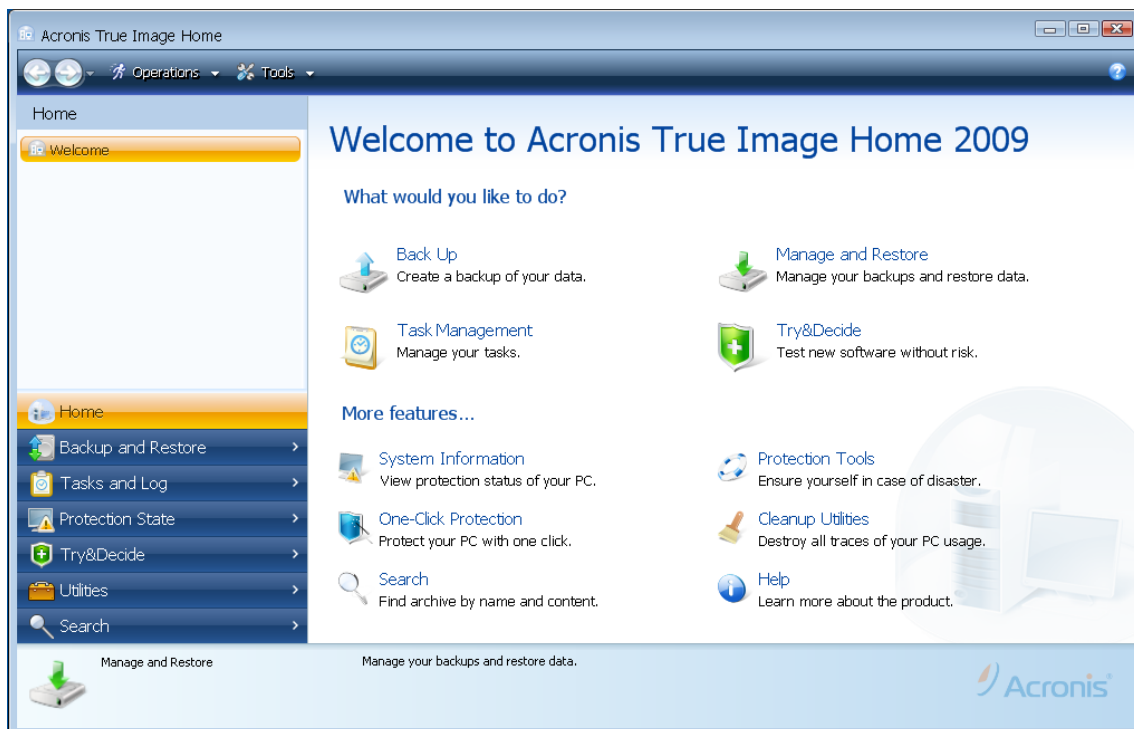 Acronis True Image Home
Operations
Tools
Home
Welcome
Welcome to Acronis True Image Home 2009
What would you like to do?
Back Up
Create a backup of your data.
Manage and Restore
Manage your backups and restore data.
Task Management
Manage your tasks.
Try&Decide
Test new software without risk.
More features...
System Information
View protection status of your PC.
Protection Tools
Ensure yourself in case of disaster.
One-Click Protection
Protect your PC with one click.
Cleanup Utilities
Destroy all traces of your PC usage.
Search
Find archive by name and content.
Help
Learn more about the product.
Home
Backup and Restore
Tasks and Log
Protection State
Try&Decide
Utilities
Search
Manage and Restore
Manage your backups and restore data.
Acronis